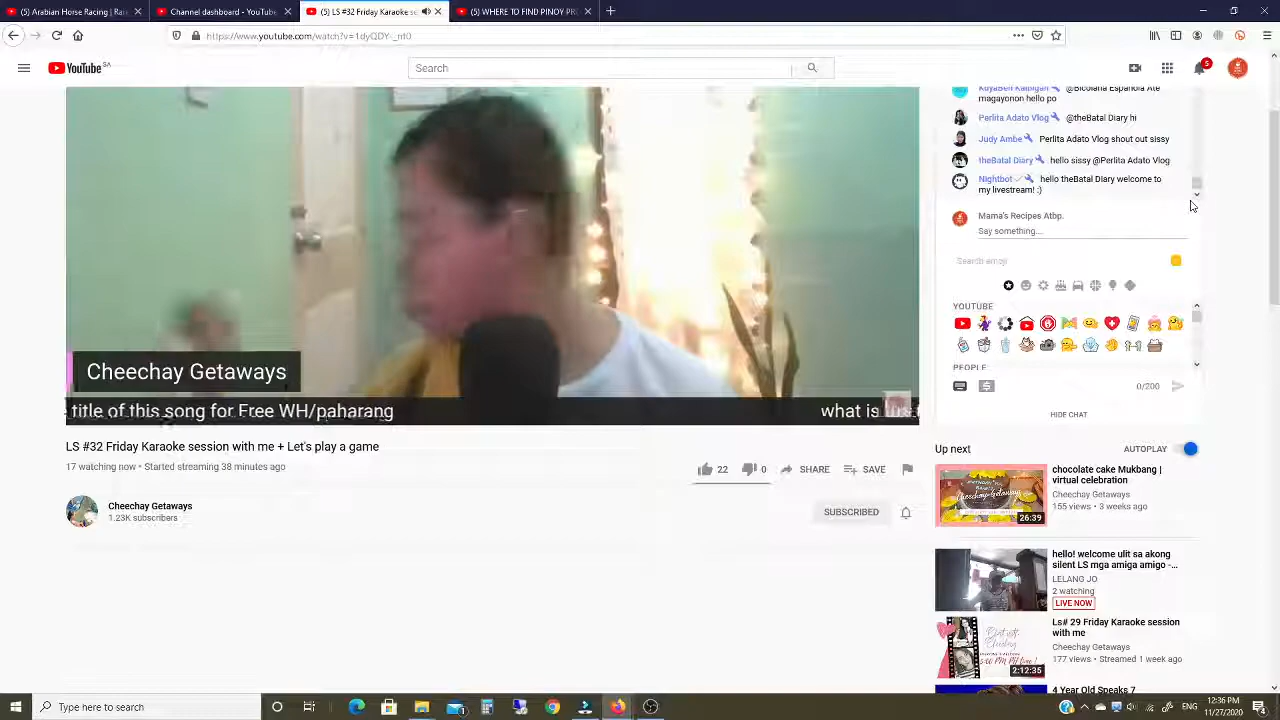 (5) Arabian Horse Racing | Ra
Channel dashboard - YouTube
(5) LS #32 Friday Karaoke se
(5) WHERE TO FIND PINOY PR
https://www.youtube.com/watch?v=1dyQDY-_nt0
YouTube SA
Search
5
KuyaBen Kaibigan @Bicolana Española Ate
magayonon hello po
Perlita Adato Vlog @theBatal Diary hi
Judy Ambe Perlita Adato Vlog shout out sissy
theBatal Diary hello sissy @Perlita Adato Vlog
Nightbot hello theBatal Diary welcome to
my livestream! :)
Mama's Recipes Atbp.
Say something...
Search emoji
YOUTUBE
PEOPLE
0/200
HIDE CHAT
Cheechay Getaways
title of this song for Free WH/paharang what is
LS #32 Friday Karaoke session with me + Let's play a game
17 watching now • Started streaming 38 minutes ago
22 0 SHARE SAVE
Cheechay Getaways
1.23K subscribers
SUBSCRIBED
Up next AUTOPLAY
chocolate cake Mukbang |
virtual celebration
Cheechay Getaways
155 views • 3 weeks ago
26:39
hello! welcome ulit sa akong
silent LS mga amiga amigo -...
LELANG JO
2 watching
LIVE NOW
Ls# 29 Friday Karaoke session
with me
Cheechay Getaways
177 views • Streamed 1 week ago
2:12:35
4 Year Old Speaks 7
Type here to search
12:36 PM
11/27/2020